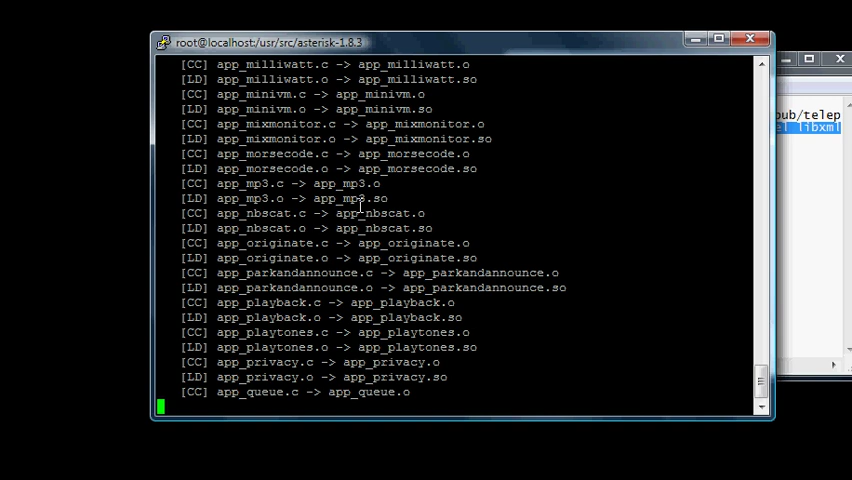 root@localhost:/usr/src/asterisk-1.8.3
[CC] app_milliwatt.c -> app_milliwatt.o
[LD] app_milliwatt.o -> app_milliwatt.so
[CC] app_minivm.c -> app_minivm.o
[LD] app_minivm.o -> app_minivm.so
[CC] app_mixmonitor.c -> app_mixmonitor.o
[LD] app_mixmonitor.o -> app_mixmonitor.so
[CC] app_morsecode.c -> app_morsecode.o
[LD] app_morsecode.o -> app_morsecode.so
[CC] app_mp3.c -> app_mp3.o
[LD] app_mp3.o -> app_mp3.so
[CC] app_nbscat.c -> app_nbscat.o
[LD] app_nbscat.o -> app_nbscat.so
[CC] app_originate.c -> app_originate.o
[LD] app_originate.o -> app_originate.so
[CC] app_parkandannounce.c -> app_parkandannounce.o
[LD] app_parkandannounce.o -> app_parkandannounce.so
[CC] app_playback.c -> app_playback.o
[LD] app_playback.o -> app_playback.so
[CC] app_playtones.c -> app_playtones.o
[LD] app_playtones.o -> app_playtones.so
[CC] app_privacy.c -> app_privacy.o
[LD] app_privacy.o -> app_privacy.so
[CC] app_queue.c -> app_queue.o
pub/telep
el libxml